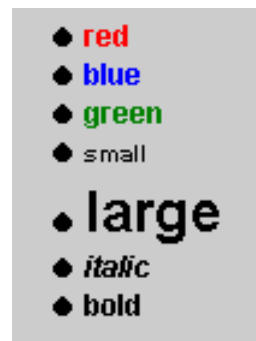 • red
• blue
• green
• small
• large
• italic
• bold